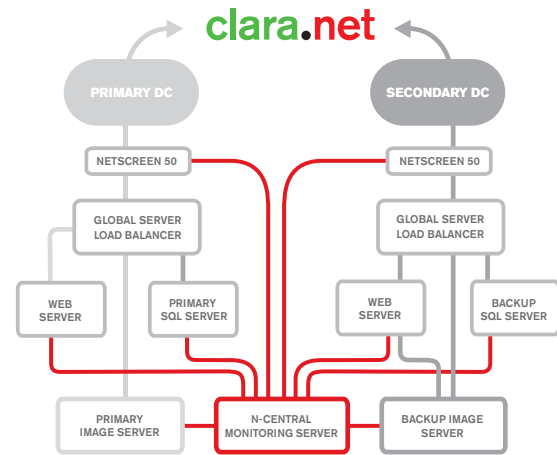 clara.net
PRIMARY DC
SECONDARY DC
NETSCREEN 50
NETSCREEN 50
GLOBAL SERVER
LOAD BALANCER
GLOBAL SERVER
LOAD BALANCER
WEB
SERVER
PRIMARY
SQL SERVER
WEB
SERVER
BACKUP
SQL SERVER
PRIMARY
IMAGE SERVER
N-CENTRAL
MONITORING SERVER
BACKUP IMAGE
SERVER